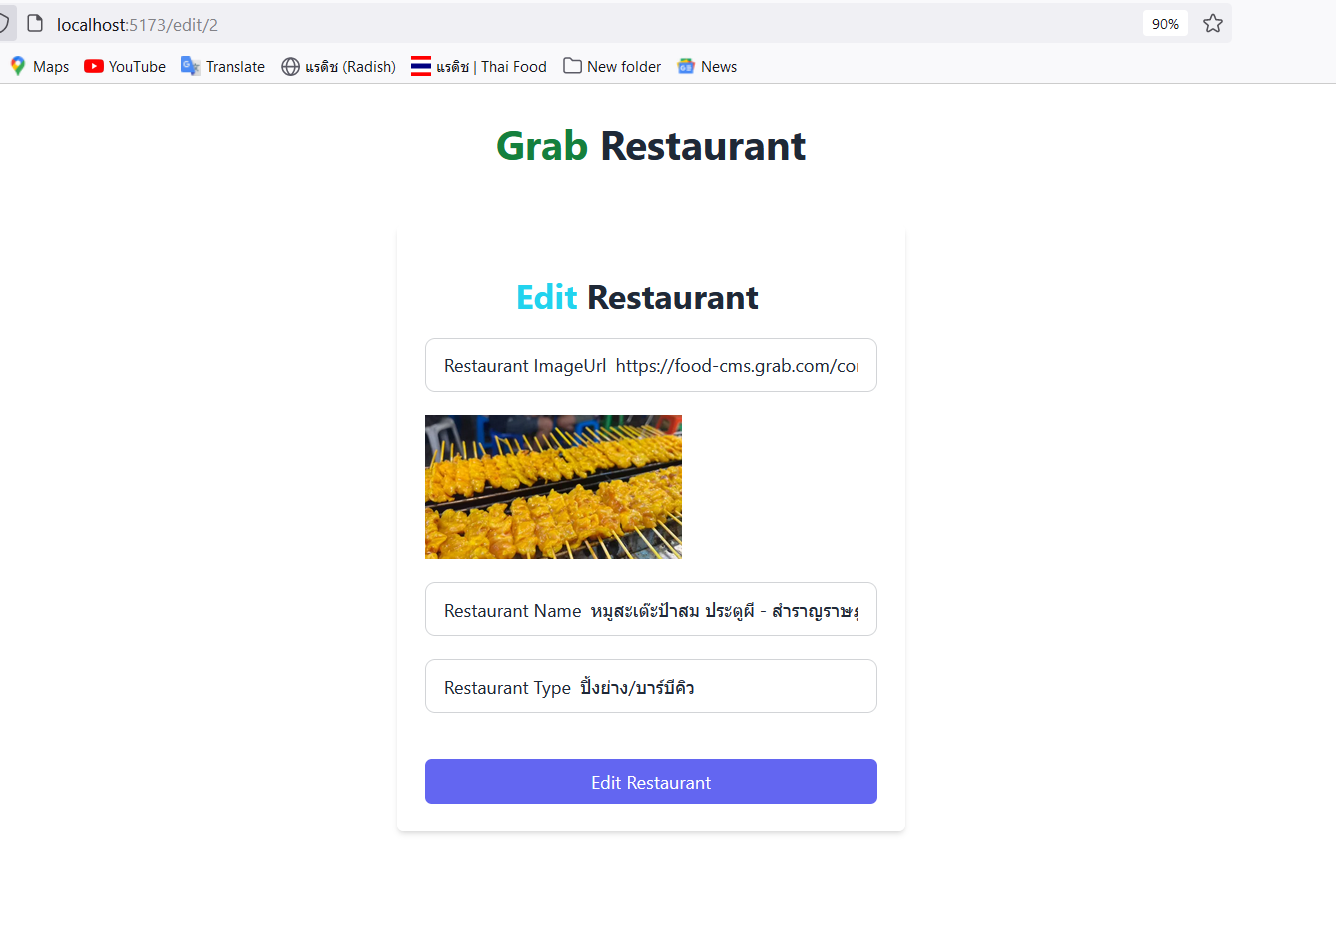 localhost:5173/edit/2
90%
Maps YouTube Translate แรดิช (Radish) แรดิช | Thai Food New folder News
Grab Restaurant
Edit Restaurant
Restaurant ImageUrl https://food-cms.grab.com/co
Restaurant Name หมูสะเต๊ะป้าสม ประตูผี - สำราญราษฎ
Restaurant Type ปิ้งย่าง/บาร์บีคิว
Edit Restaurant